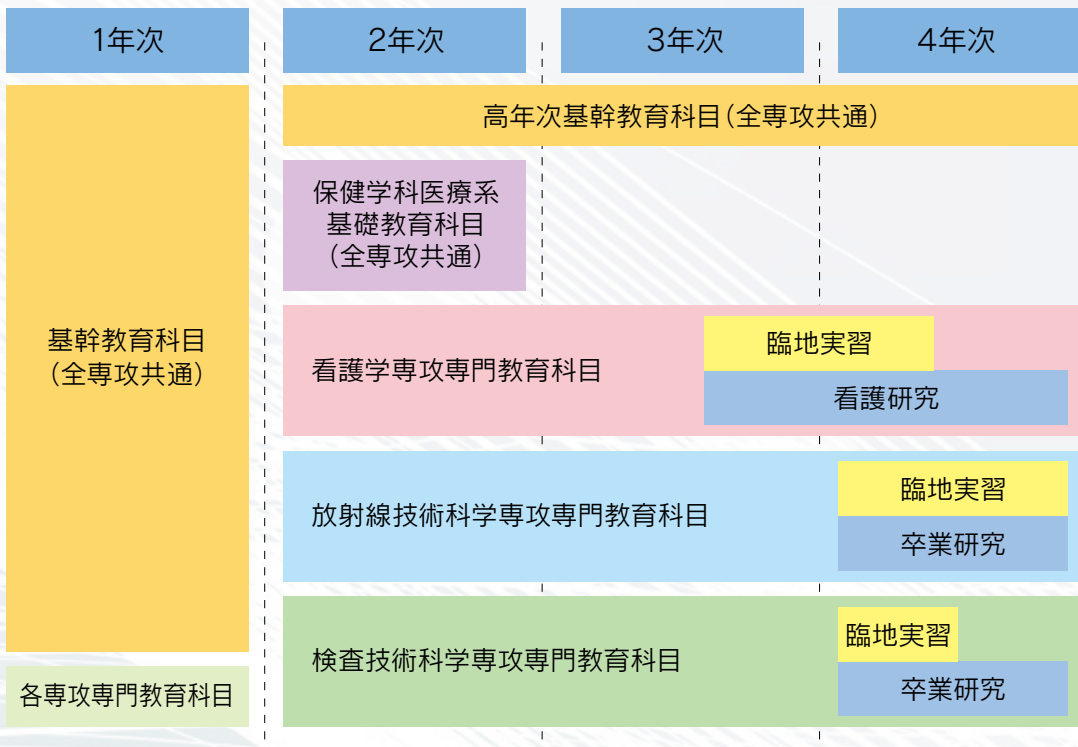 1年次
2年次
3年次
4年次
基幹教育科目
(全専攻共通)
各専攻専門教育科目
高年次基幹教育科目(全専攻共通)
保健学科医療系
基礎教育科目
(全専攻共通)
看護学専攻専門教育科目
臨地実習
看護研究
放射線技術科学専攻専門教育科目
臨地実習
卒業研究
検査技術科学専攻専門教育科目
臨地実習
卒業研究